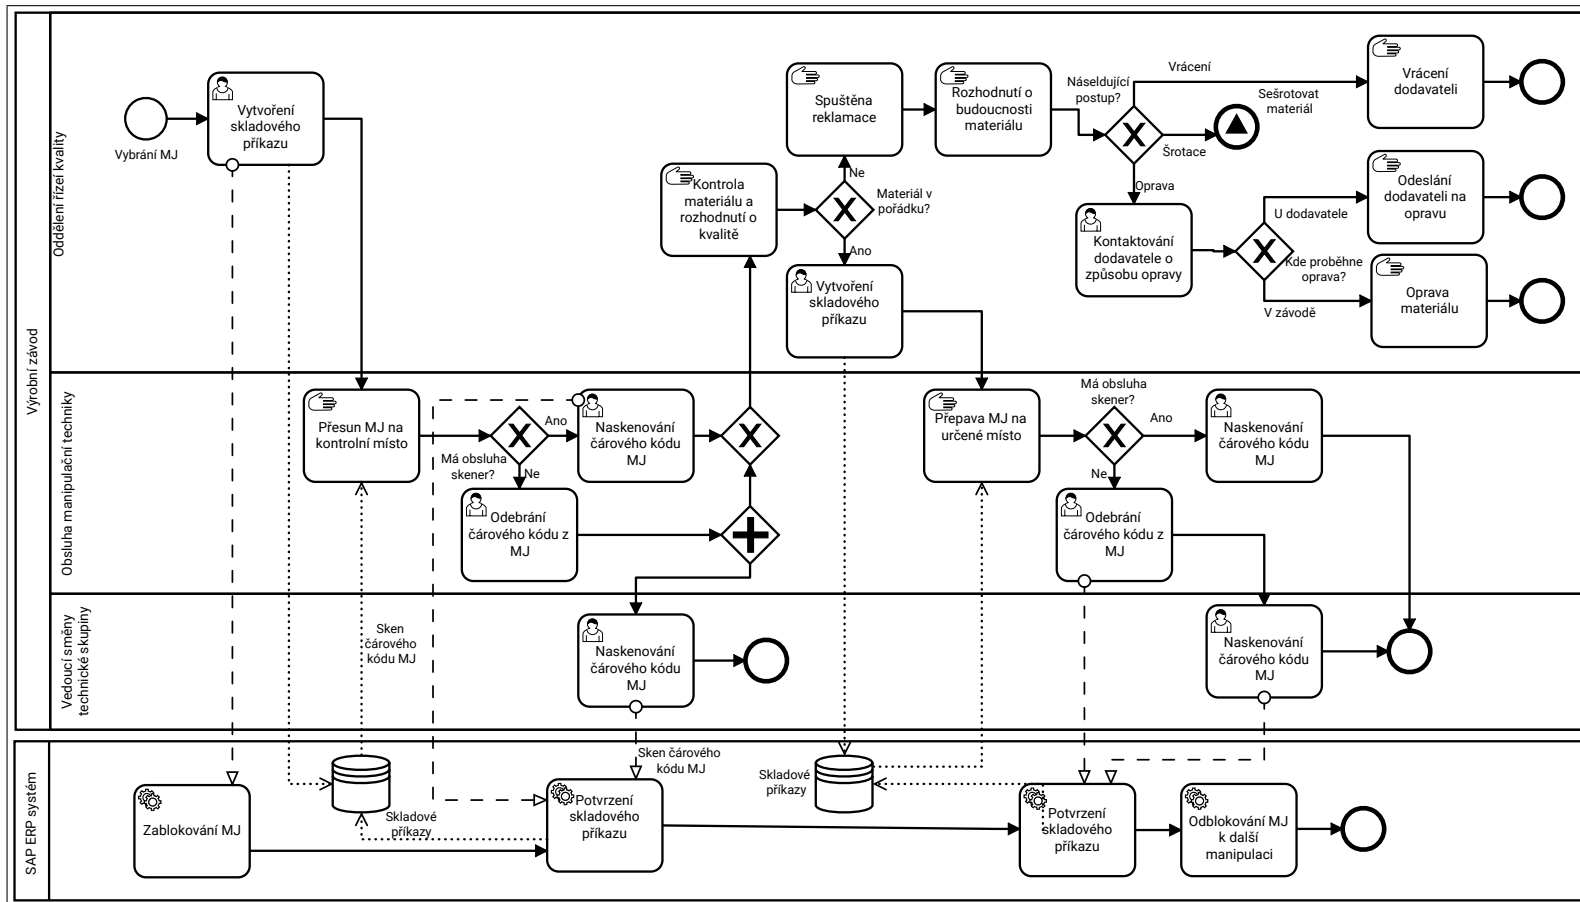 Výrobní závod
Oddělení řízeí kvality
Vybrání MJ
Vytvoření
skladového
příkazu
Kontrola
materiálu a
rozhodnutí o
kvalitě
Materiál v
pořádku?
Ne
Ano
Spuštěna
reklamace
Rozhodnutí o
budoucnosti
materiálu
Náseldující
postup?
Vrácení
Šrotace
Oprava
Sešrotovat
materiál
Vrácení
dodavateli
Kontaktování
dodavatele o
způsobu opravy
Kde proběhne
oprava?
U dodavatele
V závodě
Odeslání
dodavateli na
opravu
Oprava
materiálu
Vytvoření
skladového
příkazu
Obsluha manipulační techniky
Přesun MJ na
kontrolní místo
Má obsluha
skener?
Ano
Ne
Naskenování
čárového kódu
MJ
Odebrání
čárového kódu z
MJ
Přepava MJ na
určené místo
Má obsluha
skener?
Ano
Ne
Naskenování
čárového kódu
MJ
Odebrání
čárového kódu z
MJ
Vedoucí směny
technické skupiny
Sken
čárového
kódu MJ
Naskenování
čárového kódu
MJ
Naskenování
čárového kódu
MJ
SAP ERP systém
Zablokování MJ
Skladové
příkazy
Sken čárového
kódu MJ
Potvrzení
skladového
příkazu
Skladové
příkazy
Potvrzení
skladového
příkazu
Odblokování MJ
k další
manipulaci